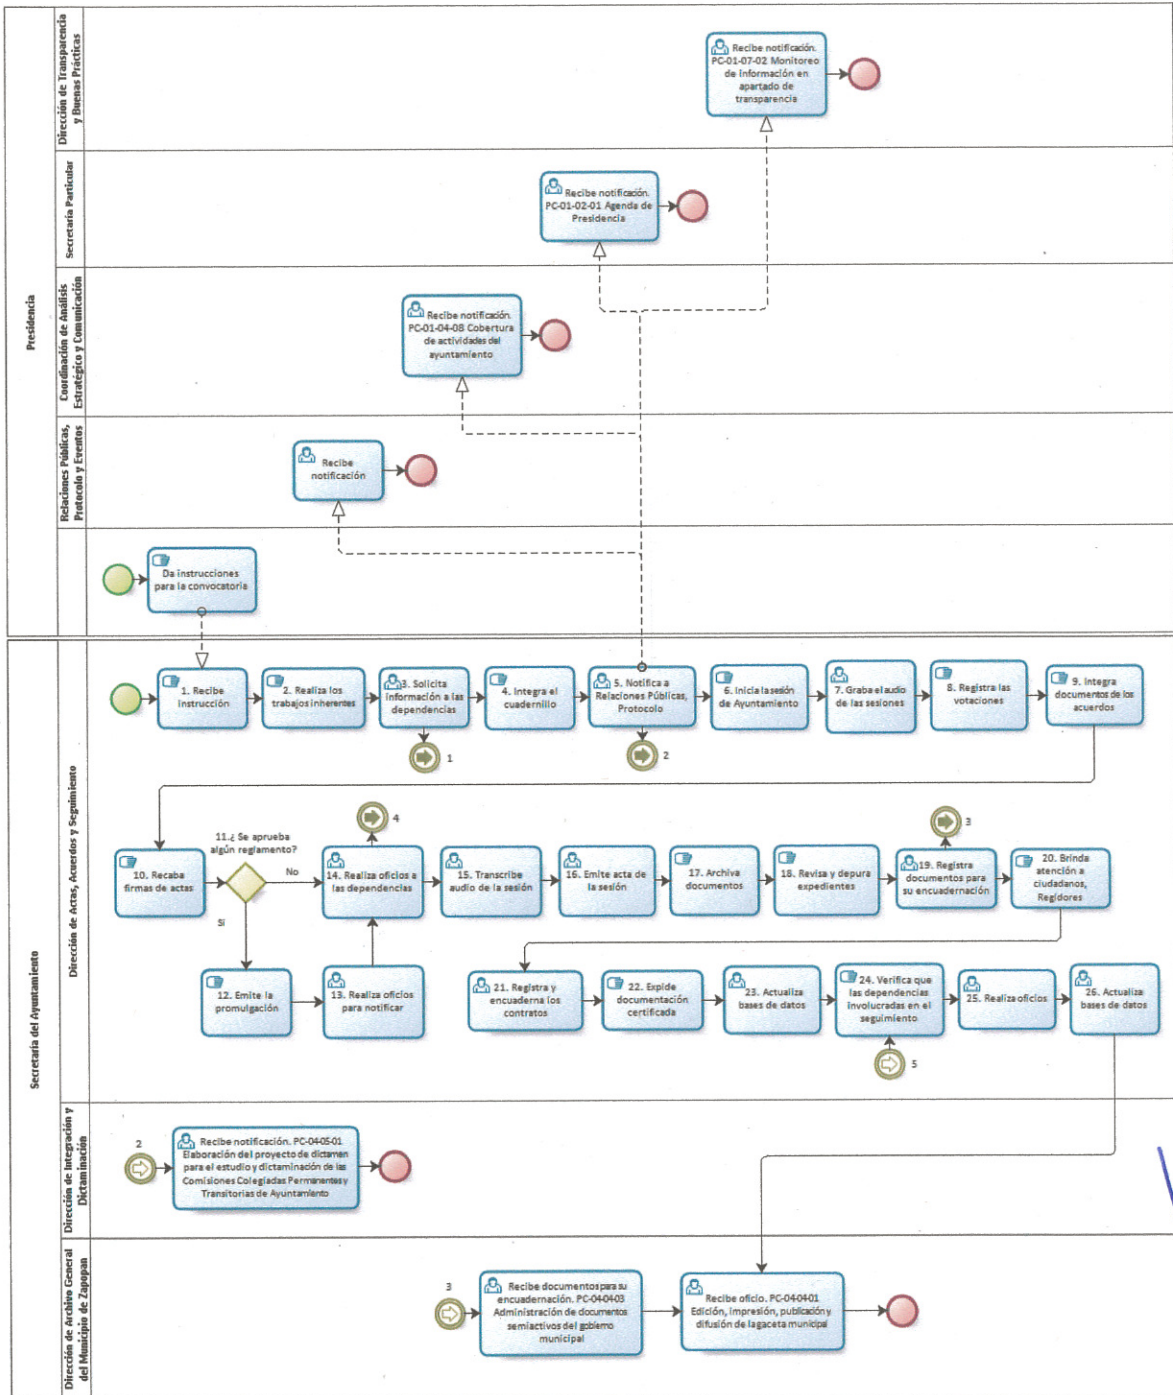 Presidencia
Dirección de Transparencia
y Buenas Prácticas
Recibe notificación.
PC-01-07-02 Monitoreo
de información en
apartado de
transparencia
Secretaría Particular
Recibe notificación.
PC-01-02-01 Agenda de
Presidencia
Coordinación de Análisis
Estratégico y Comunicación
Recibe notificación.
PC-01-04-08 Cobertura
de actividades del
ayuntamiento
Relaciones Públicas,
Protocolo y Eventos
Recibe
notificación
Da instrucciones
para la convocatoria
Secretaría del Ayuntamiento
Dirección de Actas, Acuerdos y Seguimiento
1. Recibe
instrucción
2. Realiza los
trabajos inherentes
3. Solicita
información a las
dependencias
4. Integra el
cuadernillo
5. Notifica a
Relaciones Públicas,
Protocolo
6. Inicia la sesión
de Ayuntamiento
7. Graba el audio
de las sesiones
8. Registra las
votaciones
9. Integra
documentos de los
acuerdos
1
2
10. Recaba
firmas de actas
11.¿ Se aprueba
algún reglamento?
No
Si
4
14. Realiza oficios a
las dependencias
15. Transcribe
audio de la sesión
16. Emite acta de
la sesión
17. Archiva
documentos
18. Revisa y depura
expedientes
3
19. Registra
documentos para
su encuadernación
20. Brinda
atención a
ciudadanos,
Regidores
12. Emite la
promulgación
13. Realiza oficios
para notificar
21. Registra y
encuaderna los
contratos
22. Expide
documentación
certificada
23. Actualiza
bases de datos
24. Verifica que
las dependencias
involucradas en el
seguimiento
25. Realiza oficios
26. Actualiza
bases de datos
5
Dirección de Integración y
Dictaminación
2
Recibe notificación. PC-04-05-01
Elaboración del proyecto de dictamen
para el estudio y dictaminación de las
Comisiones Colegiadas Permanentes y
Transitorias de Ayuntamiento
Dirección de Archivo General
del Municipio de Zapopan
3
Recibe documentos para su
encuadernación. PC-04-04-03
Administración de documentos
semiactivos del gobierno
municipal
Recibe oficio. PC-04-04-01
Edición, impresión, publicación y
difusión de la gaceta municipal